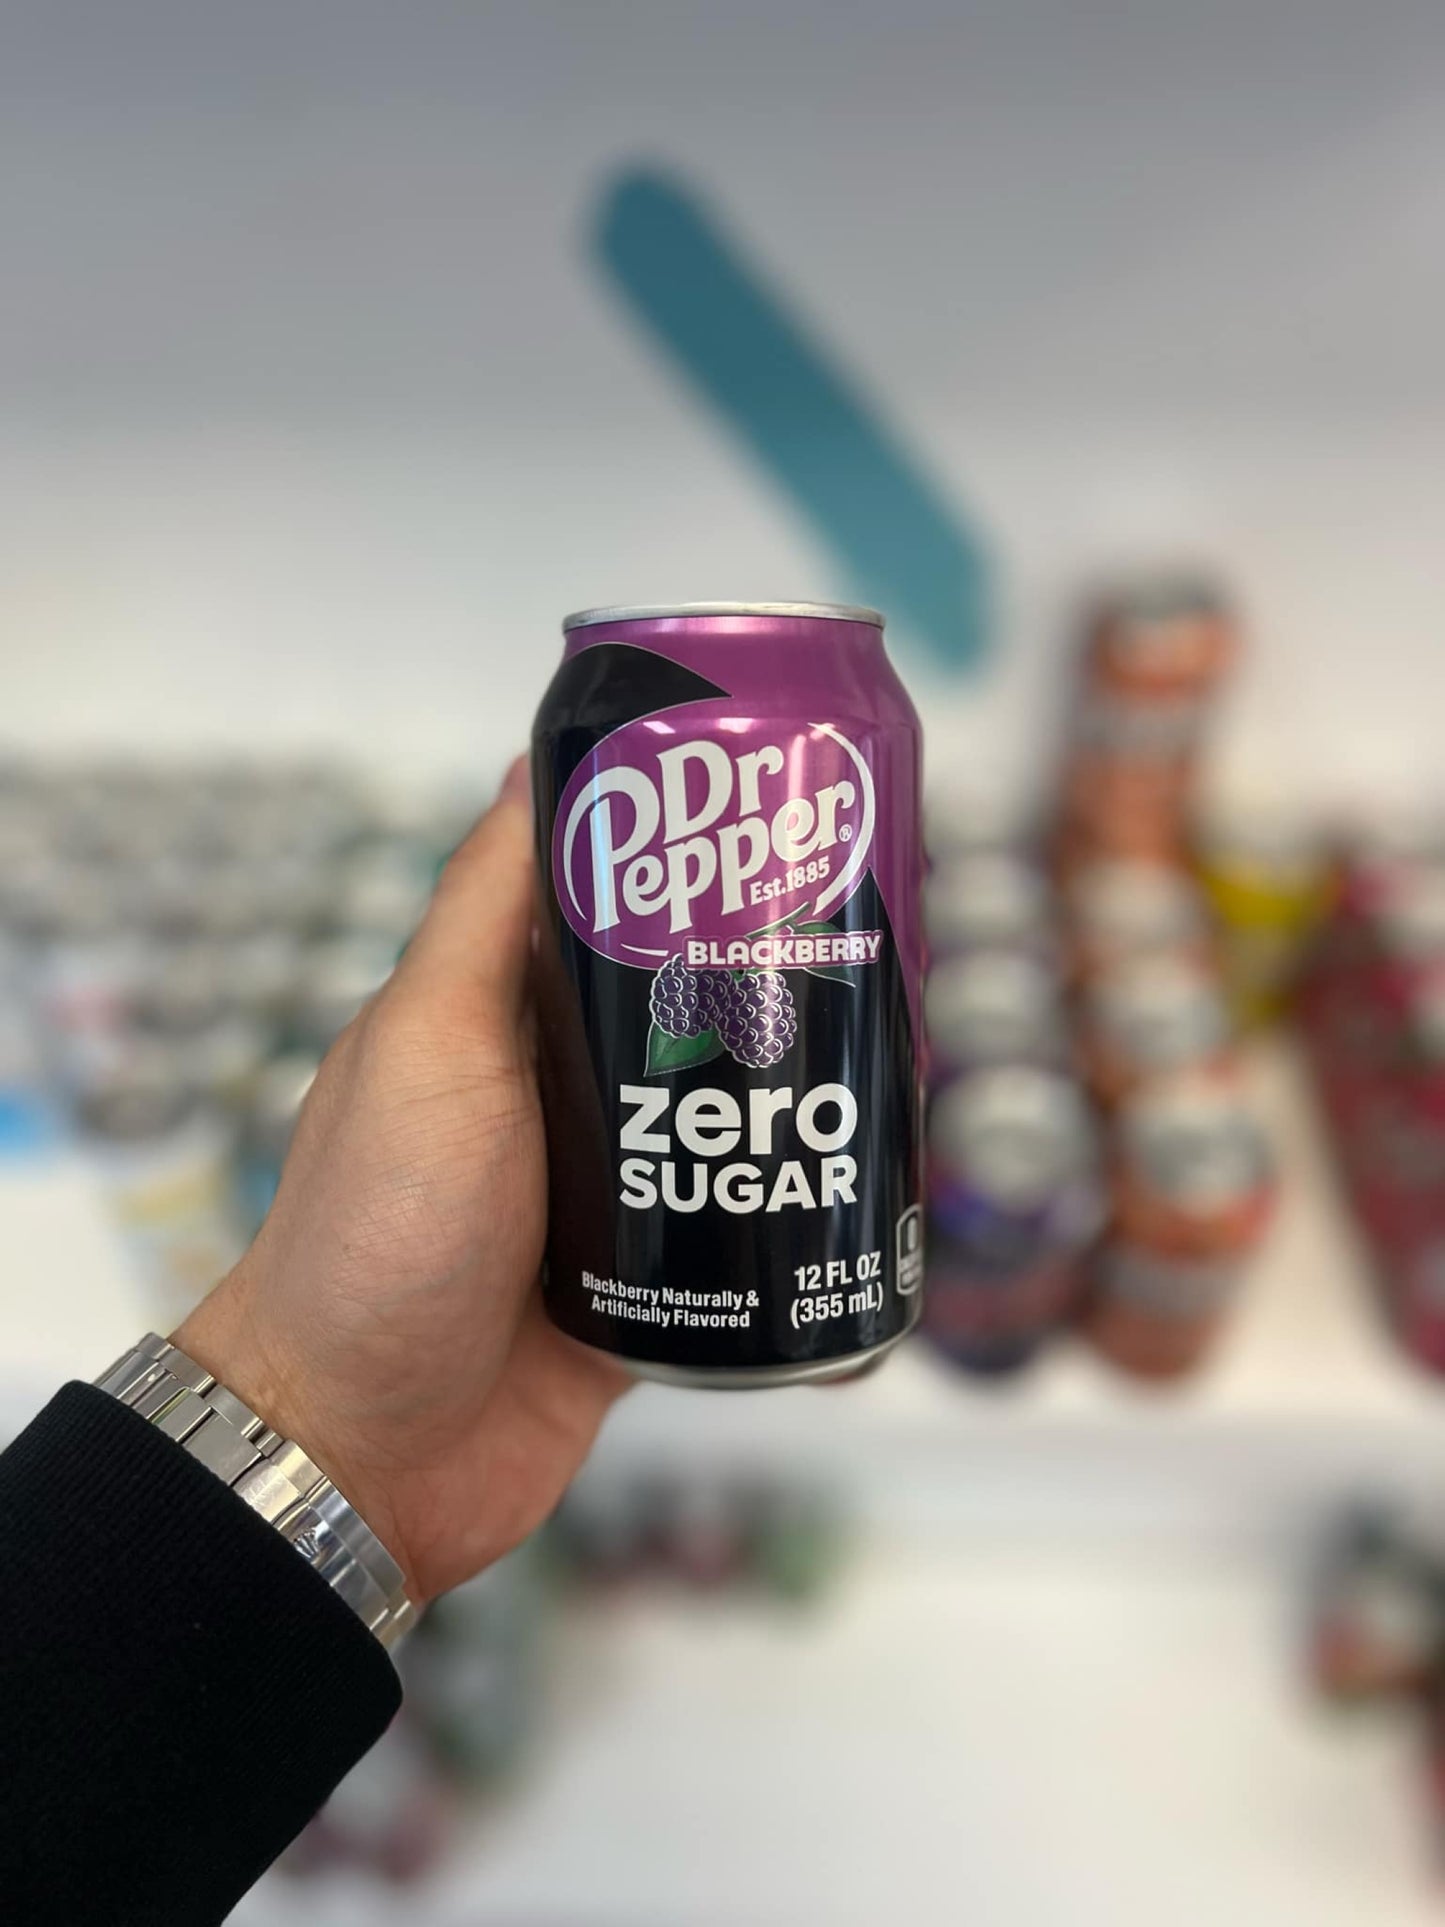 Dr
Pepper®
Est.1885
BLACKBERRY
zero
SUGAR
Blackberry Naturally &
Artificially Flavored
12 FL OZ
(355 mL)